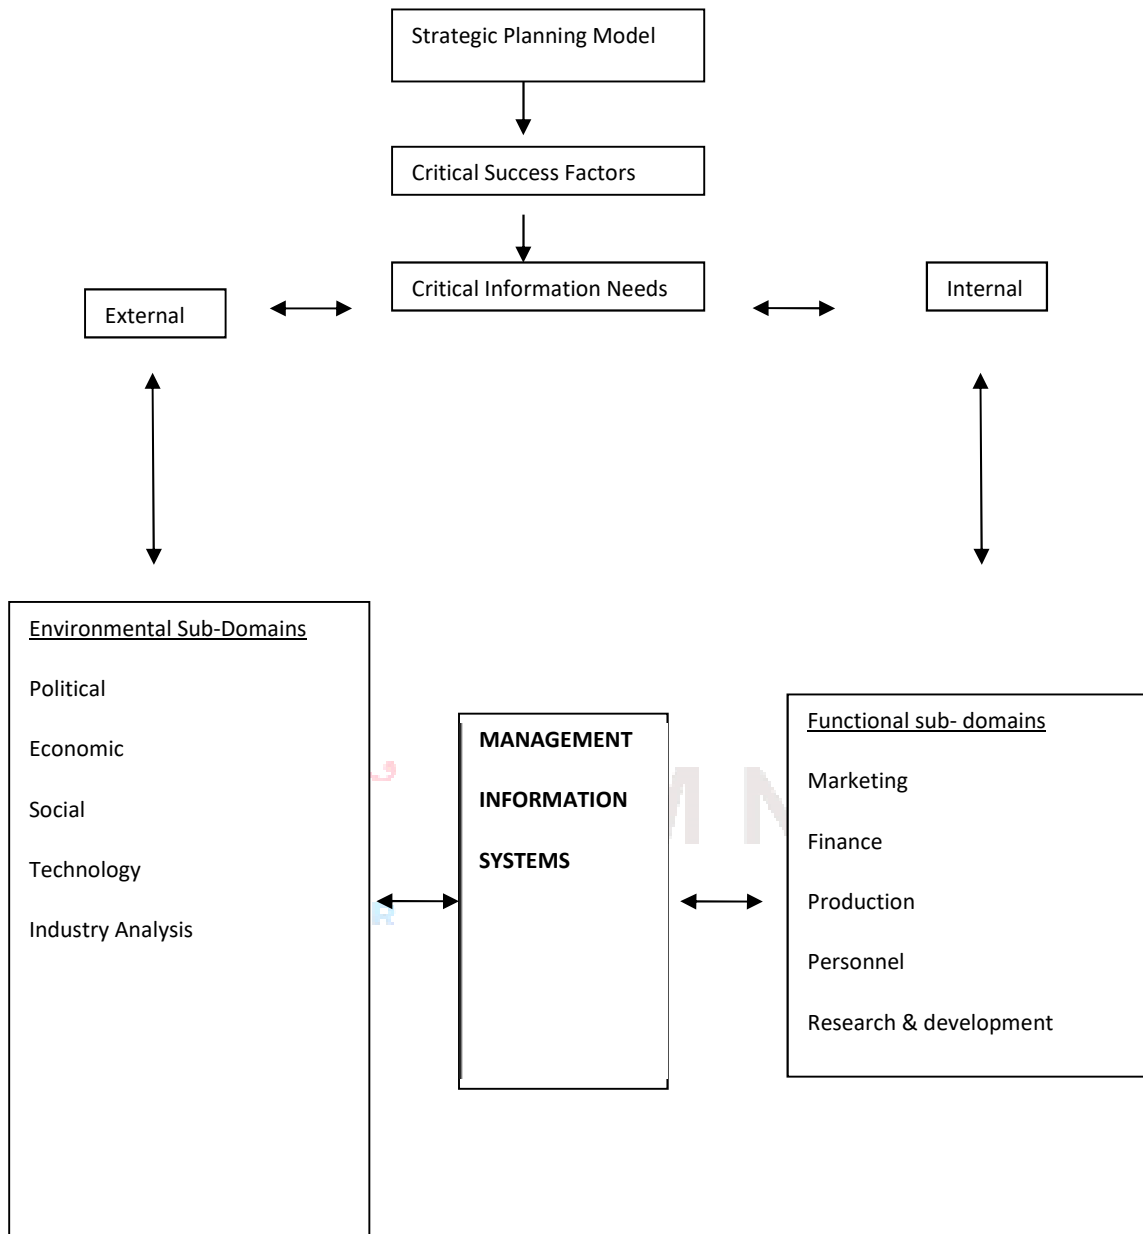 Strategic Planning Model
Critical Success Factors
Critical Information Needs
External
Internal
Environmental Sub-Domains
Political
Economic
Social
Technology
Industry Analysis
MANAGEMENT
INFORMATION
SYSTEMS
Functional sub- domains
Marketing
Finance
Production
Personnel
Research & development